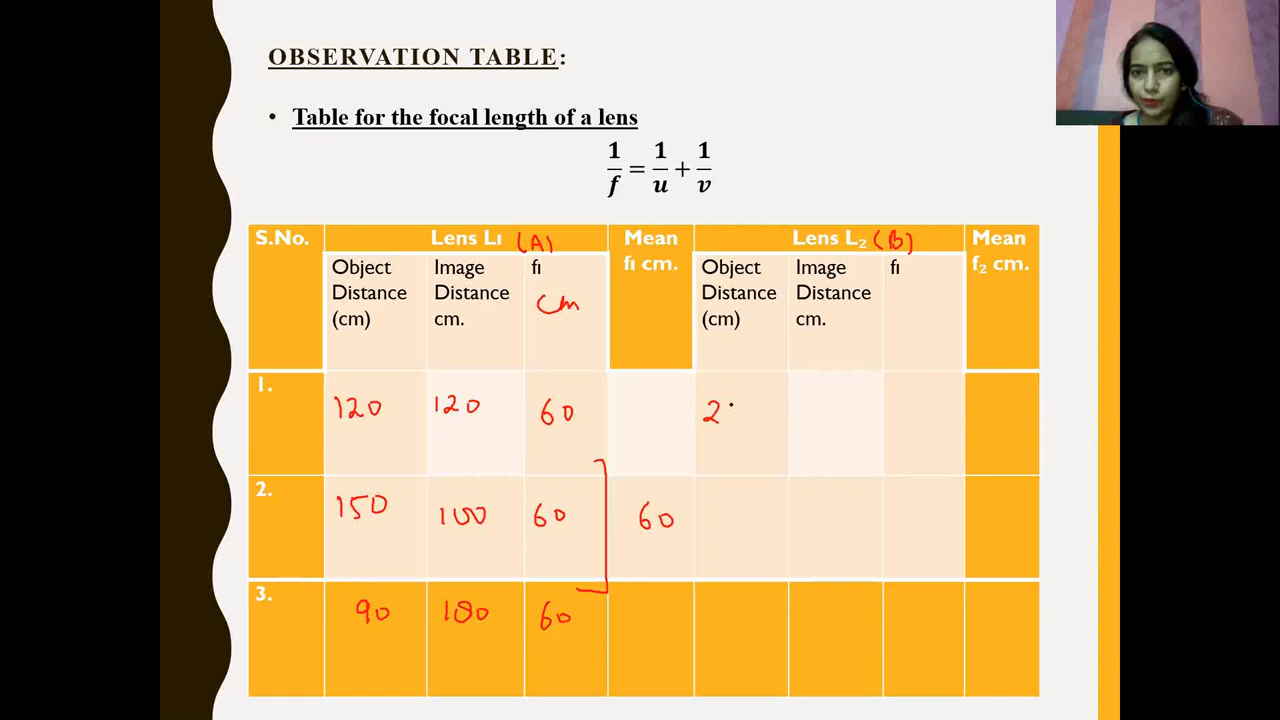 OBSERVATION TABLE:
• Table for the focal length of a lens
1/f = 1/u + 1/v
S.No. Lens L1 (A) Mean f1 cm. Lens L2 (B) Mean f2 cm.
Object Distance (cm) Image Distance cm. f1 cm Object Distance (cm) Image Distance cm. f1
1. 120 120 60 2
2. 150 100 60 60
3. 90 180 60